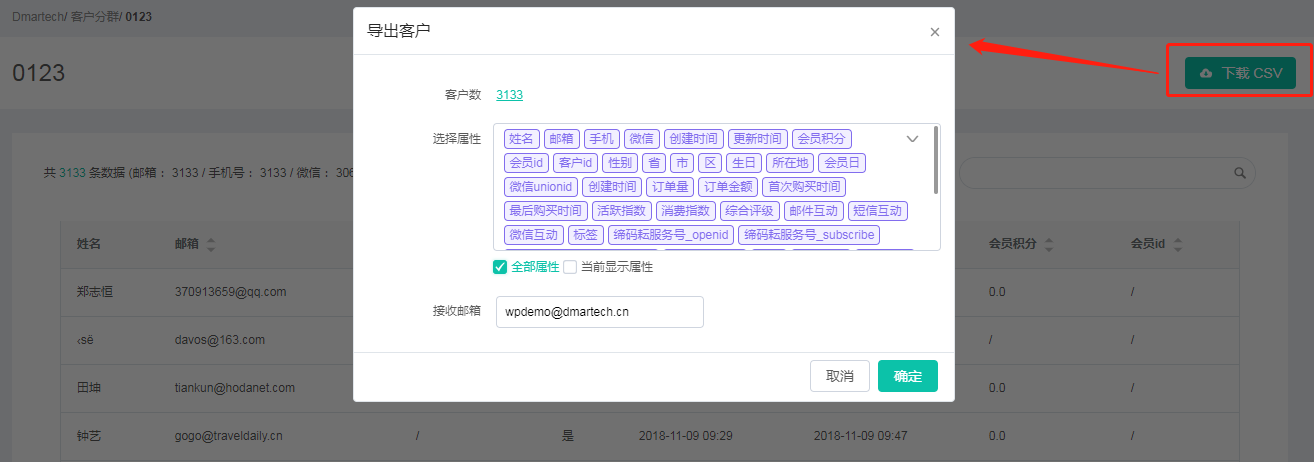 Dmartech/ 客户分群/ 0123
0123
下载 CSV
导出客户
客户数 3133
选择属性
姓名 邮箱 手机 微信 创建时间 更新时间 会员积分
会员id 客户id 性别 省 市 区 生日 所在地 会员日
微信unionid 创建时间 订单量 订单金额 首次购买时间
最后购买时间 活跃指数 消费指数 综合评级 邮件互动 短信互动
微信互动 标签 缔码耘服务号_openid 缔码耘服务号_subscribe
全部属性 当前显示属性
接收邮箱 wpdemo@dmartech.cn
取消 确定
共 3133 条数据 (邮箱： 3133 / 手机号： 3133 / 微信： 306
姓名 邮箱 会员积分 会员id
郑志恒 370913659@qq.com 0.0 /
‹së davos@163.com / /
田坤 tiankun@hodanet.com 0.0 /
钟艺 gogo@traveldaily.cn / 是 2018-11-09 09:29 2018-11-09 09:47 0.0 /